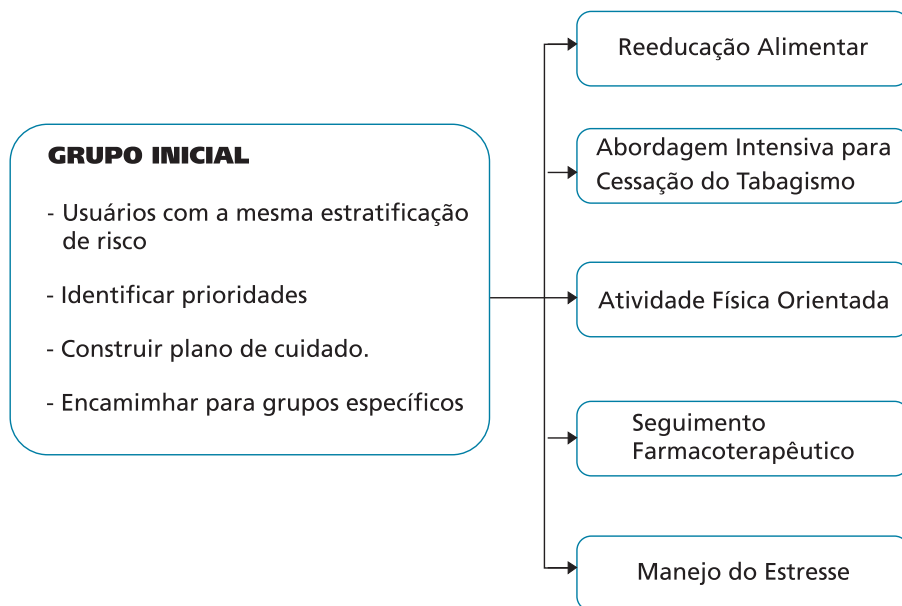 GRUPO INICIAL
- Usuários com a mesma estratificação
de risco
- Identificar prioridades
- Construir plano de cuidado.
- Encamimhar para grupos específicos
Reeducação Alimentar
Abordagem Intensiva para
Cessação do Tabagismo
Atividade Física Orientada
Seguimento
Farmacoterapêutico
Manejo do Estresse